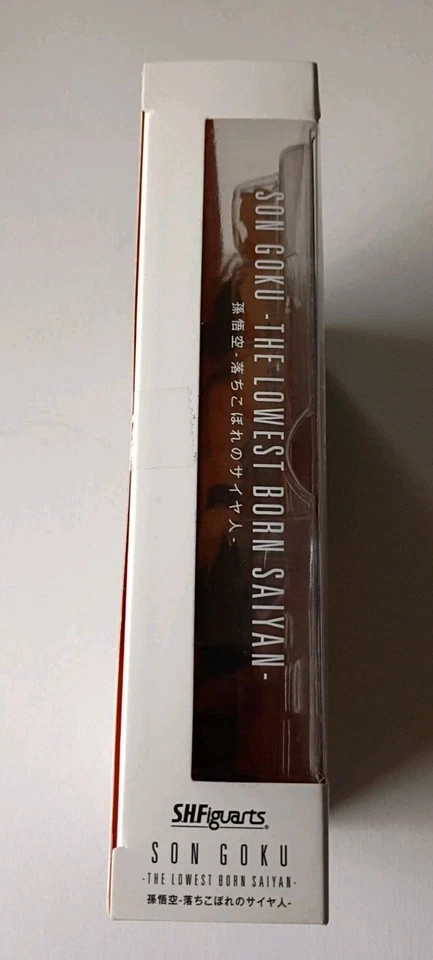 SON GOKU -THE LOWEST BORN SAIYAN-
孫悟空-落ちこぼれのサイヤ人-
S.H.Figuarts®
SON GOKU
-THE LOWEST BORN SAIYAN-
孫悟空-落ちこぼれのサイヤ人-